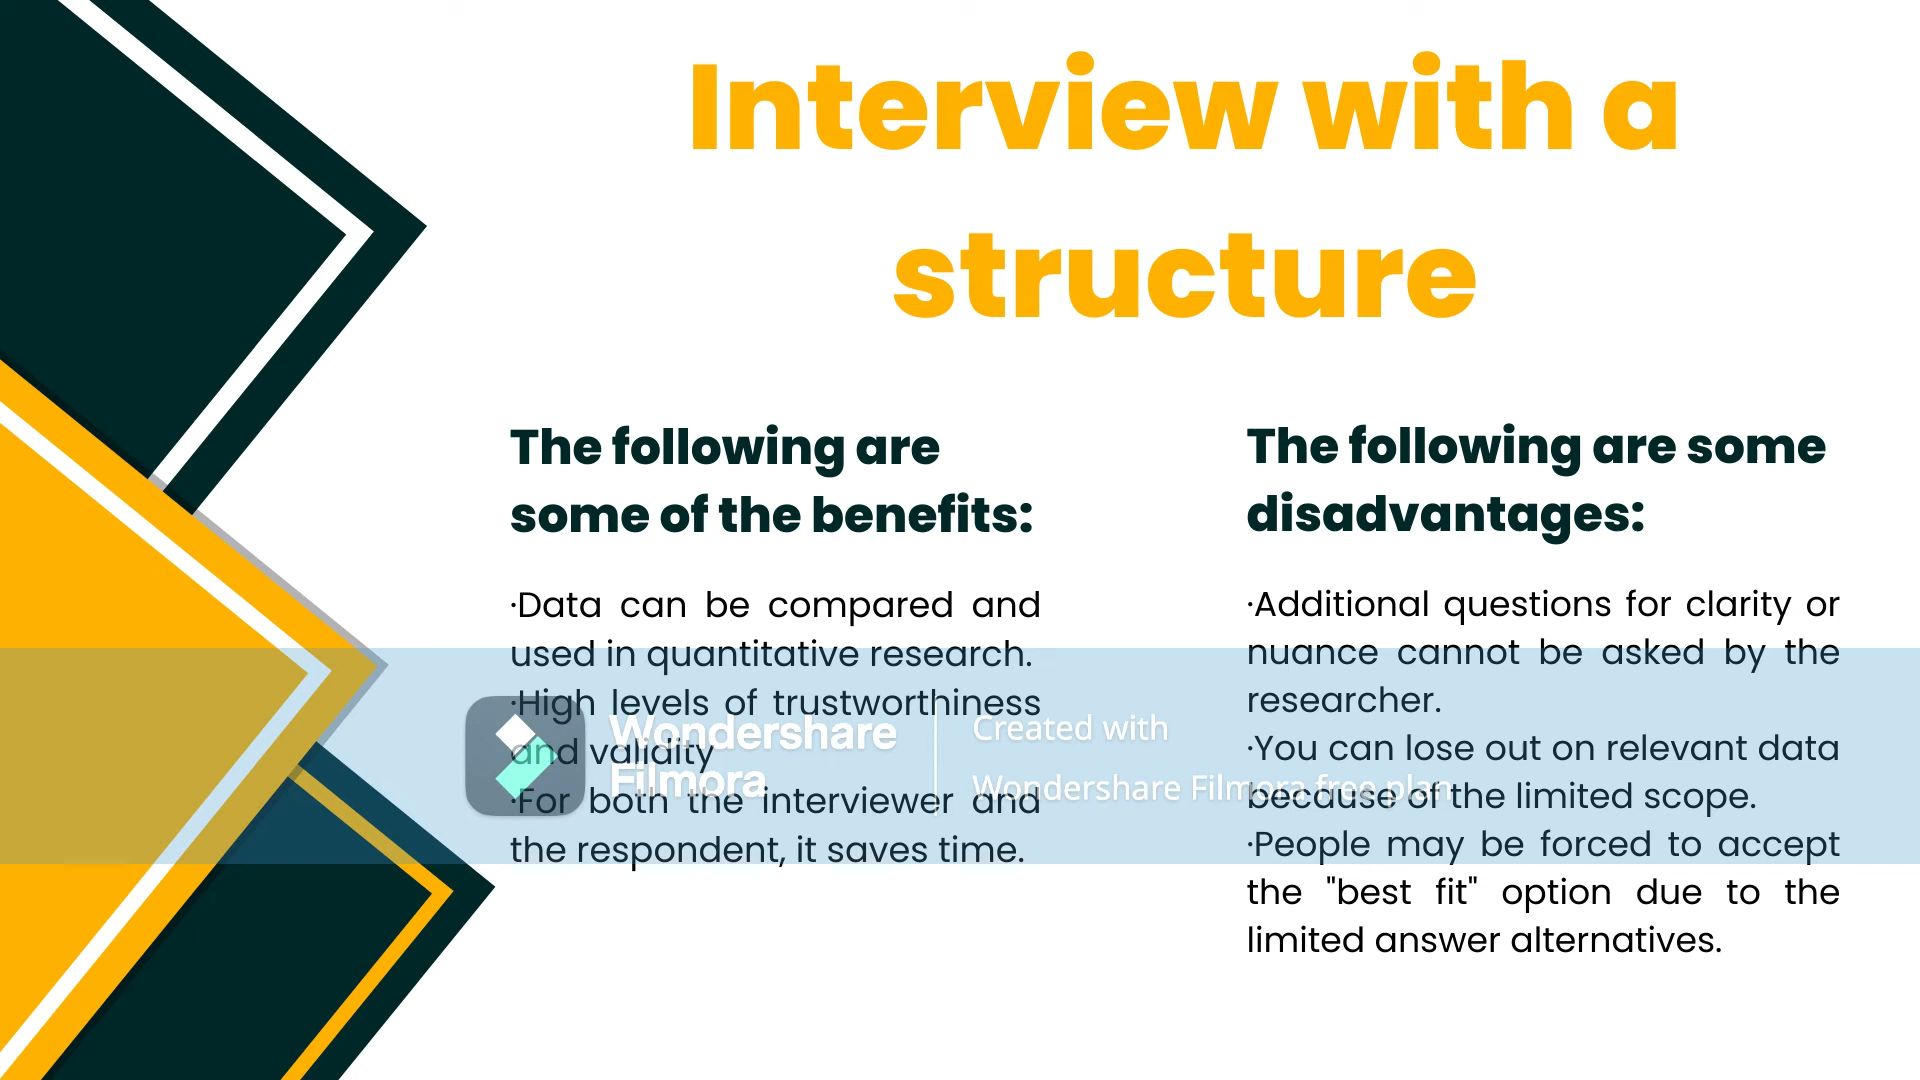 Interview with a
structure
The following are
some of the benefits:
·Data can be compared and
used in quantitative research.
·High levels of trustworthiness
and validity
·For both the interviewer and
the respondent, it saves time.
The following are some
disadvantages:
·Additional questions for clarity or
nuance cannot be asked by the
researcher.
·You can lose out on relevant data
because of the limited scope.
·People may be forced to accept
the "best fit" option due to the
limited answer alternatives.
Wondershare
Filmora
Created with
Wondershare Filmora free plan